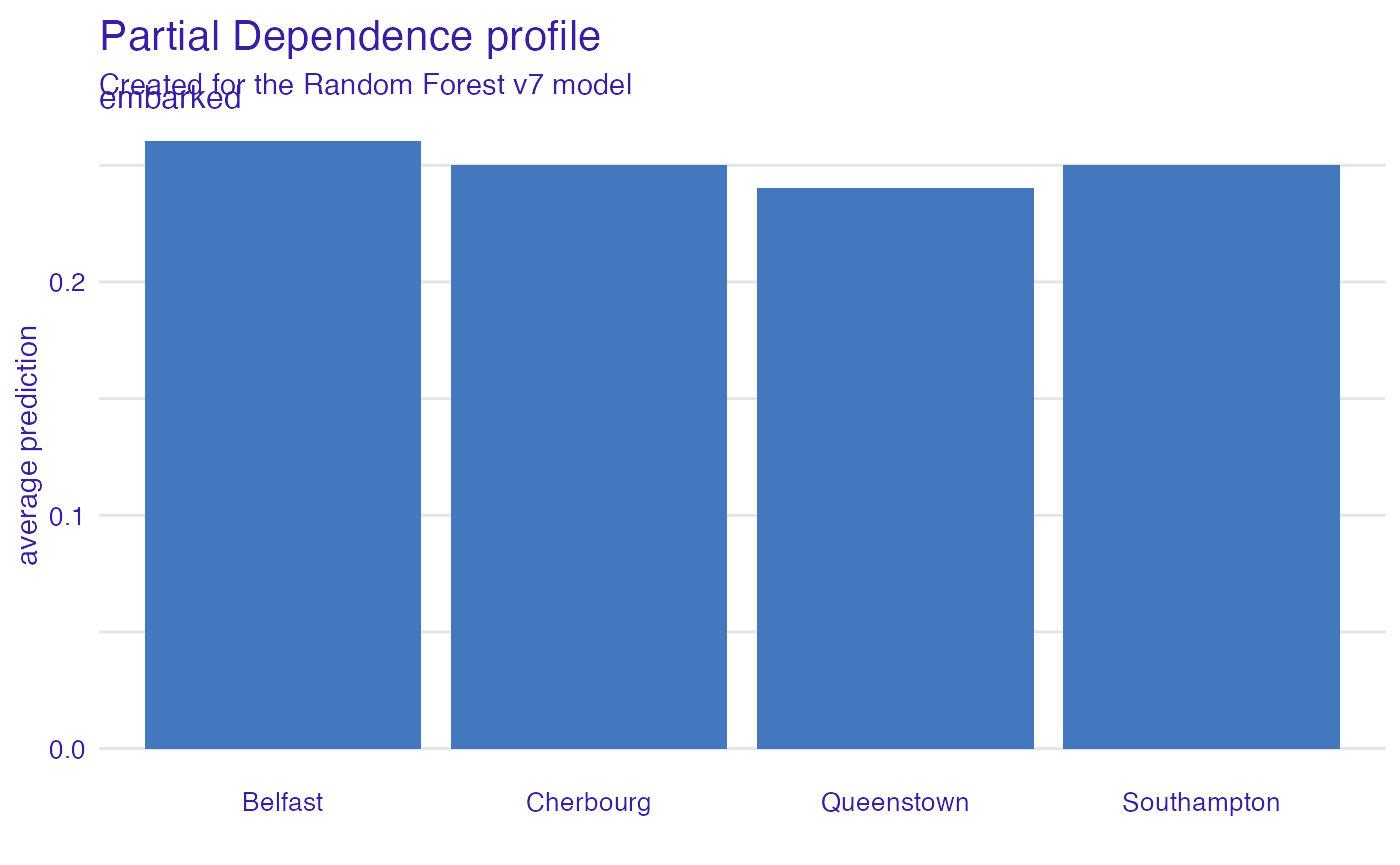 Partial Dependence profile
Created for the Random Forest v7 model
embarked
average prediction
0.2
0.1
0.0
Belfast
Cherbourg
Queenstown
Southampton